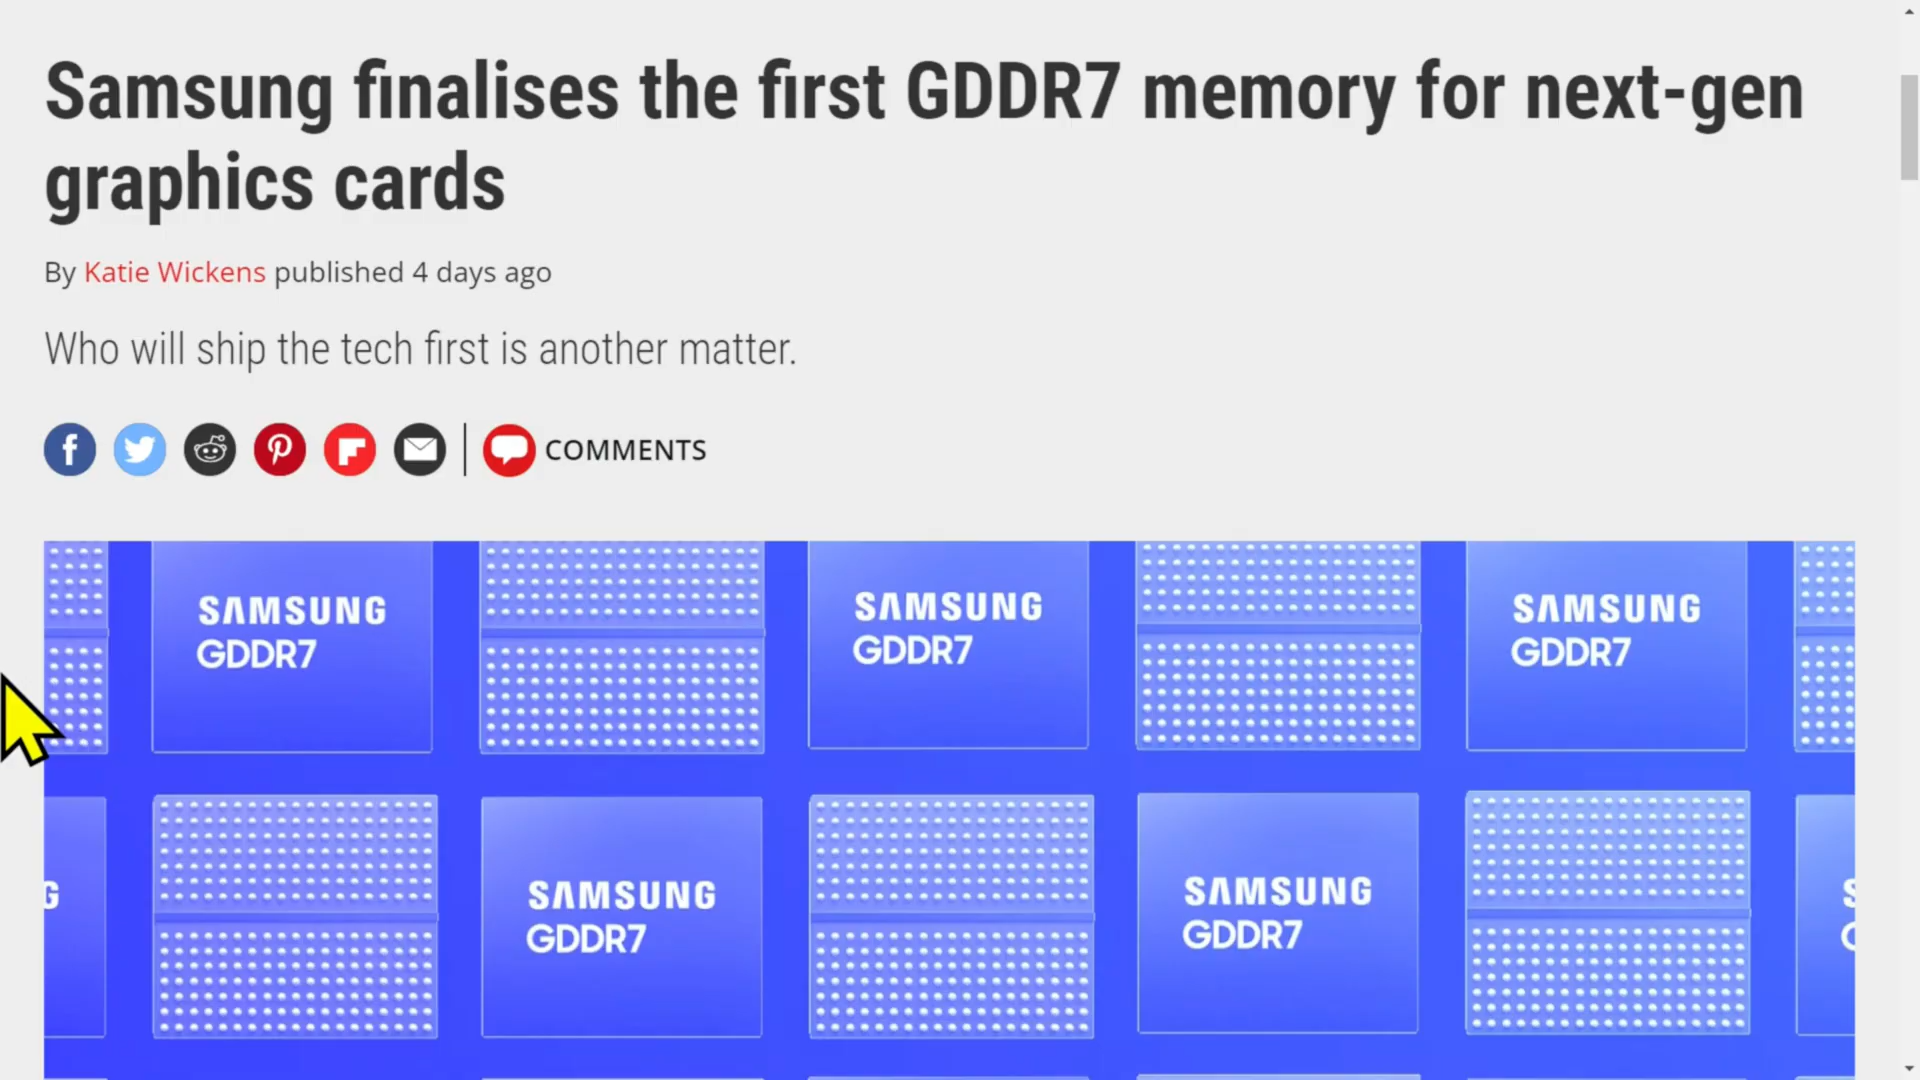 Samsung finalises the first GDDR7 memory for next-gen
graphics cards
By Katie Wickens published 4 days ago
Who will ship the tech first is another matter.
COMMENTS
SAMSUNG
GDDR7
SAMSUNG
GDDR7
SAMSUNG
GDDR7
G
SAMSUNG
GDDR7
SAMSUNG
GDDR7